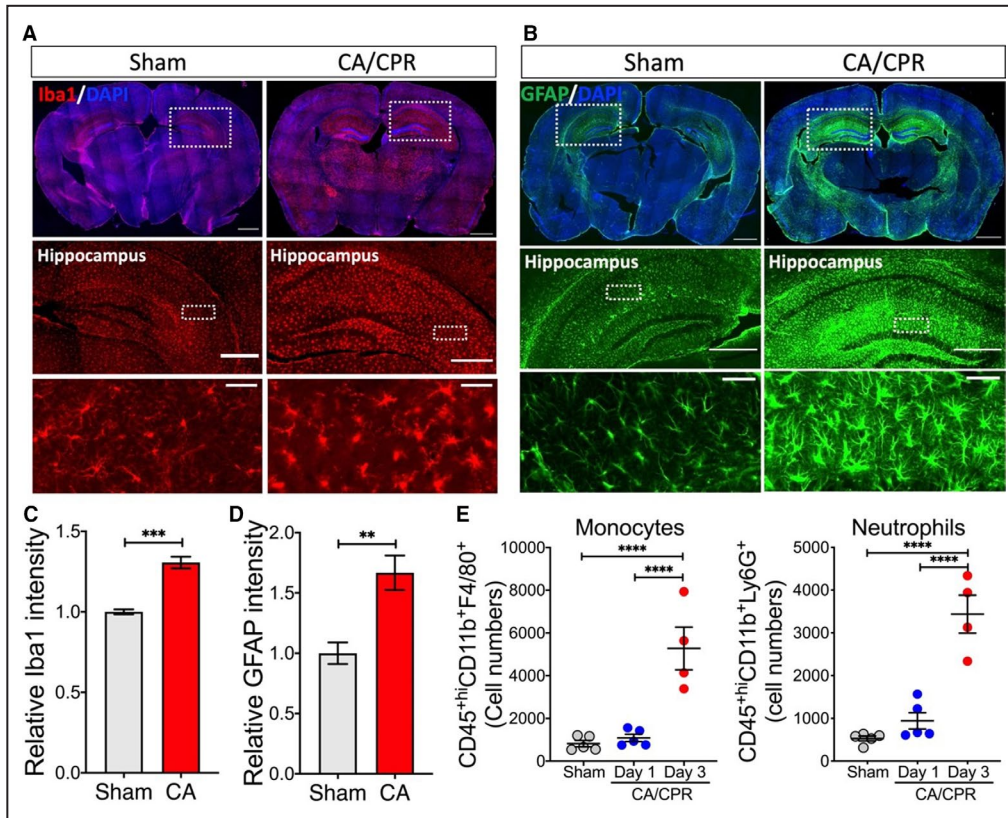 A
Sham
CA/CPR
Iba1/DAPI
Hippocampus
B
Sham
CA/CPR
GFAP/DAPI
Hippocampus
C
***
Relative Iba1 intensity
1.5
1.0
0.5
0.0
Sham CA
D
**
Relative GFAP intensity
2.0
1.5
1.0
0.5
0.0
Sham CA
E
Monocytes
****
****
CD45⁺ʰⁱCD11b⁺F4/80⁺
(Cell numbers)
10000
8000
6000
4000
2000
0
Sham Day 1 Day 3
CA/CPR
Neutrophils
****
****
CD45⁺ʰⁱCD11b⁺Ly6G⁺
(cell numbers)
5000
4000
3000
2000
1000
0
Sham Day 1 Day 3
CA/CPR